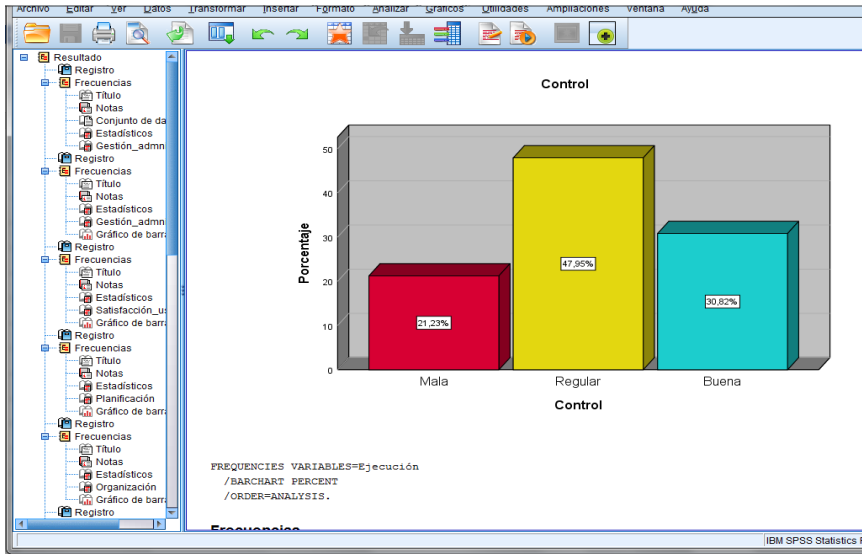 Archivo Editar Ver Datos Transformar Insertar Formato Analizar Gráficos Utilidades Ampliaciones Ventana Ayuda
Resultado
Registro
Frecuencias
Título
Notas
Conjunto de da
Estadísticos
Gestión_admn
Registro
Frecuencias
Título
Notas
Estadísticos
Gestión_admn
Gráfico de barra
Registro
Frecuencias
Título
Notas
Estadísticos
Satisfacción_u
Gráfico de barra
Registro
Frecuencias
Título
Notas
Estadísticos
Planificación
Gráfico de barra
Registro
Frecuencias
Título
Notas
Estadísticos
Organización
Gráfico de barra
Registro
Control
Porcentaje
50
40
30
20
10
0
21,23%
47,95%
30,82%
Mala Regular Buena
Control
FREQUENCIES VARIABLES=Ejecución
/BARCHART PERCENT
/ORDER=ANALYSIS.
Frecuencias
IBM SPSS Statistics